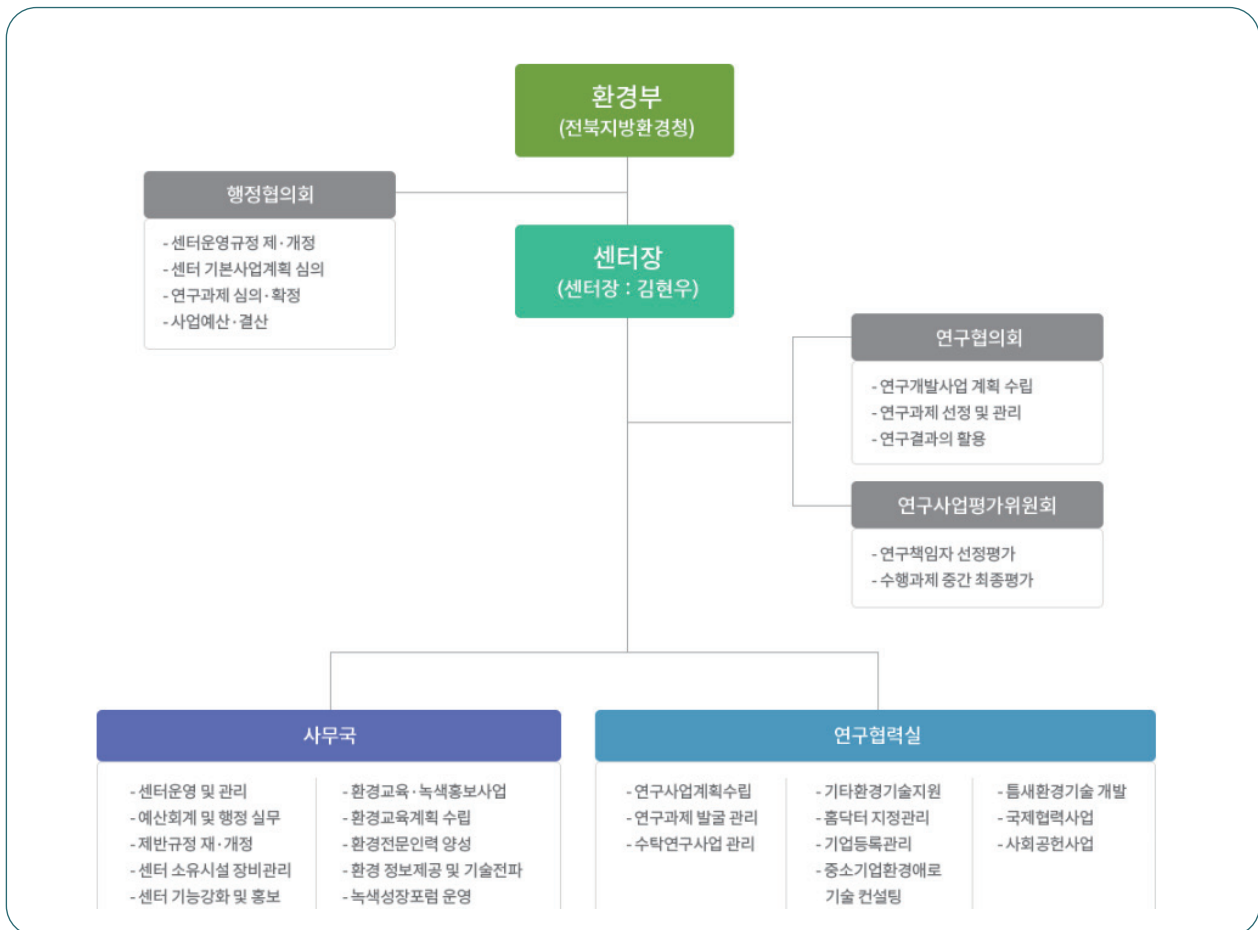 환경부
(전북지방환경청)
행정협의회
- 센터운영규정 제·개정
- 센터 기본사업계획 심의
- 연구과제 심의·확정
- 사업예산·결산
센터장
(센터장 : 김현우)
연구협의회
- 연구개발사업 계획 수립
- 연구과제 선정 및 관리
- 연구결과의 활용
연구사업평가위원회
- 연구책임자 선정평가
- 수행과제 중간 최종평가
사무국
- 센터운영 및 관리
- 예산회계 및 행정 실무
- 제반규정 재·개정
- 센터 소유시설 장비관리
- 센터 기능강화 및 홍보
- 환경교육·녹색홍보사업
- 환경교육계획 수립
- 환경전문인력 양성
- 환경 정보제공 및 기술전파
- 녹색성장포럼 운영
연구협력실
- 연구사업계획수립
- 연구과제 발굴 관리
- 수탁연구사업 관리
- 기타환경기술지원
- 홈닥터 지정관리
- 기업등록관리
- 중소기업환경애로
기술 컨설팅
- 틈새환경기술 개발
- 국제협력사업
- 사회공헌사업